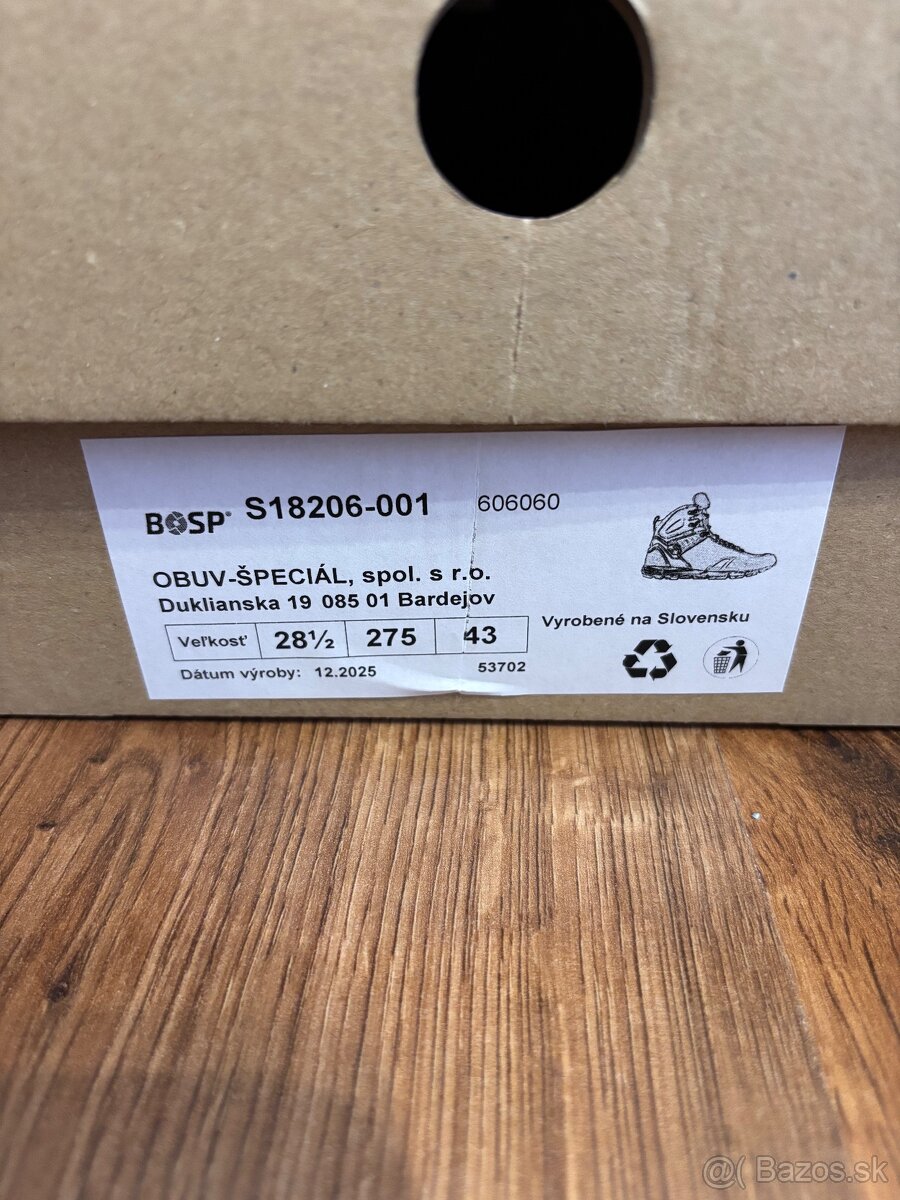 BOSP® S18206-001 606060
OBUV-ŠPECIÁL, spol. s r.o.
Duklianska 19 085 01 Bardejov
Vyrobené na Slovensku
Veľkosť 28½ 275 43
Dátum výroby: 12.2025 53702
@( Bazos.sk